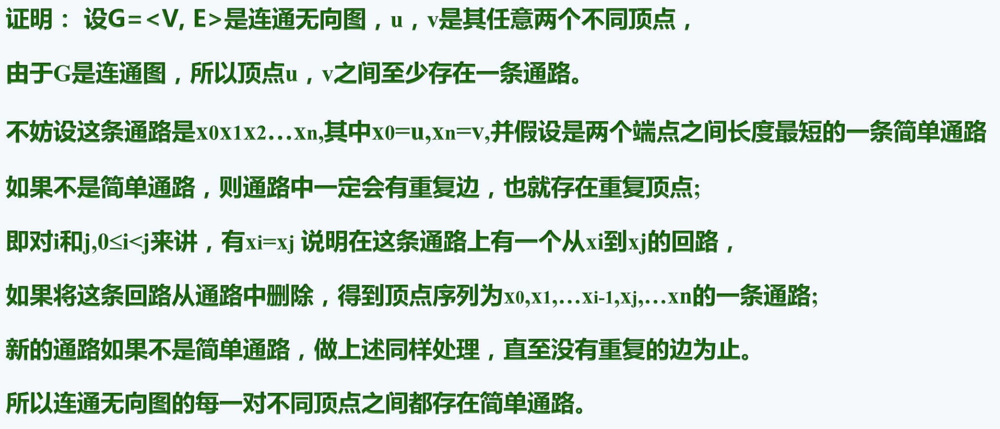 证明： 设G=<V, E>是连通无向图，u，v是其任意两个不同顶点，
由于G是连通图，所以顶点u，v之间至少存在一条通路。
不妨设这条通路是x0x1x2…xn,其中x0=u,xn=v,并假设是两个端点之间长度最短的一条简单通路
如果不是简单通路，则通路中一定会有重复边，也就存在重复顶点;
即对i和j,0≤i<j来讲，有xi=xj 说明在这条通路上有一个从xi到xj的回路，
如果将这条回路从通路中删除，得到顶点序列为x0,x1,…xi-1,xj,…xn的一条通路;
新的通路如果不是简单通路，做上述同样处理，直至没有重复的边为止。
所以连通无向图的每一对不同顶点之间都存在简单通路。